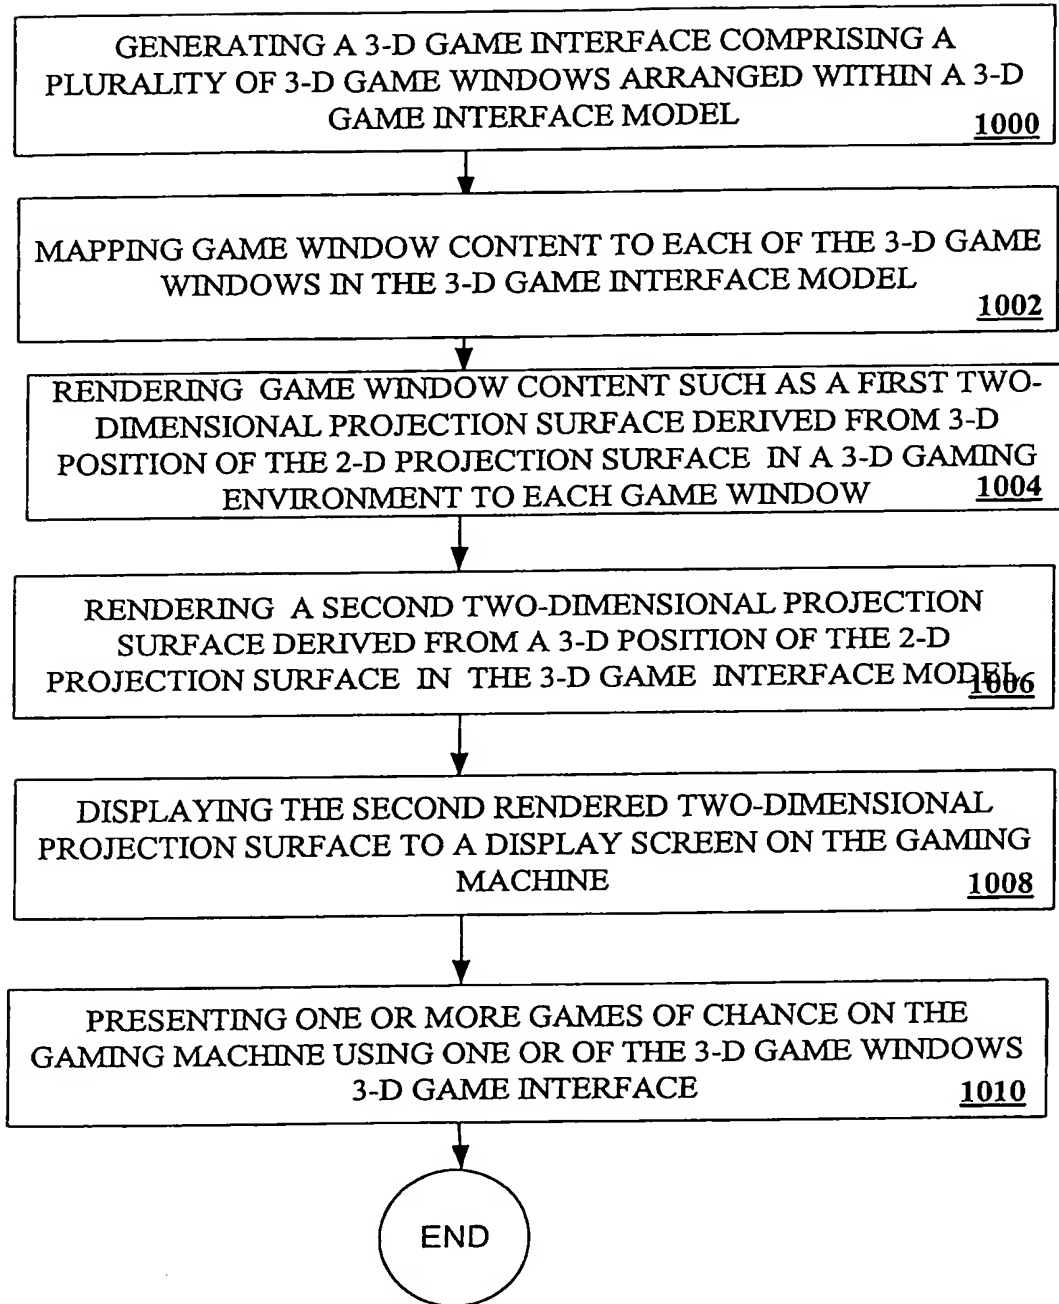 GENERATING A 3-D GAME INTERFACE COMPRISING A
PLURALITY OF 3-D GAME WINDOWS ARRANGED WITHIN A 3-D
GAME INTERFACE MODEL
1000
MAPPING GAME WINDOW CONTENT TO EACH OF THE 3-D GAME
WINDOWS IN THE 3-D GAME INTERFACE MODEL
1002
RENDERING GAME WINDOW CONTENT SUCH AS A FIRST TWO-
DIMENSIONAL PROJECTION SURFACE DERIVED FROM 3-D
POSITION OF THE 2-D PROJECTION SURFACE IN A 3-D GAMING
ENVIRONMENT TO EACH GAME WINDOW
1004
RENDERING A SECOND TWO-DIMENSIONAL PROJECTION
SURFACE DERIVED FROM A 3-D POSITION OF THE 2-D
PROJECTION SURFACE IN THE 3-D GAME INTERFACE MODEL.
1006
DISPLAYING THE SECOND RENDERED TWO-DIMENSIONAL
PROJECTION SURFACE TO A DISPLAY SCREEN ON THE GAMING
MACHINE
1008
PRESENTING ONE OR MORE GAMES OF CHANCE ON THE
GAMING MACHINE USING ONE OR OF THE 3-D GAME WINDOWS
3-D GAME INTERFACE
1010
END